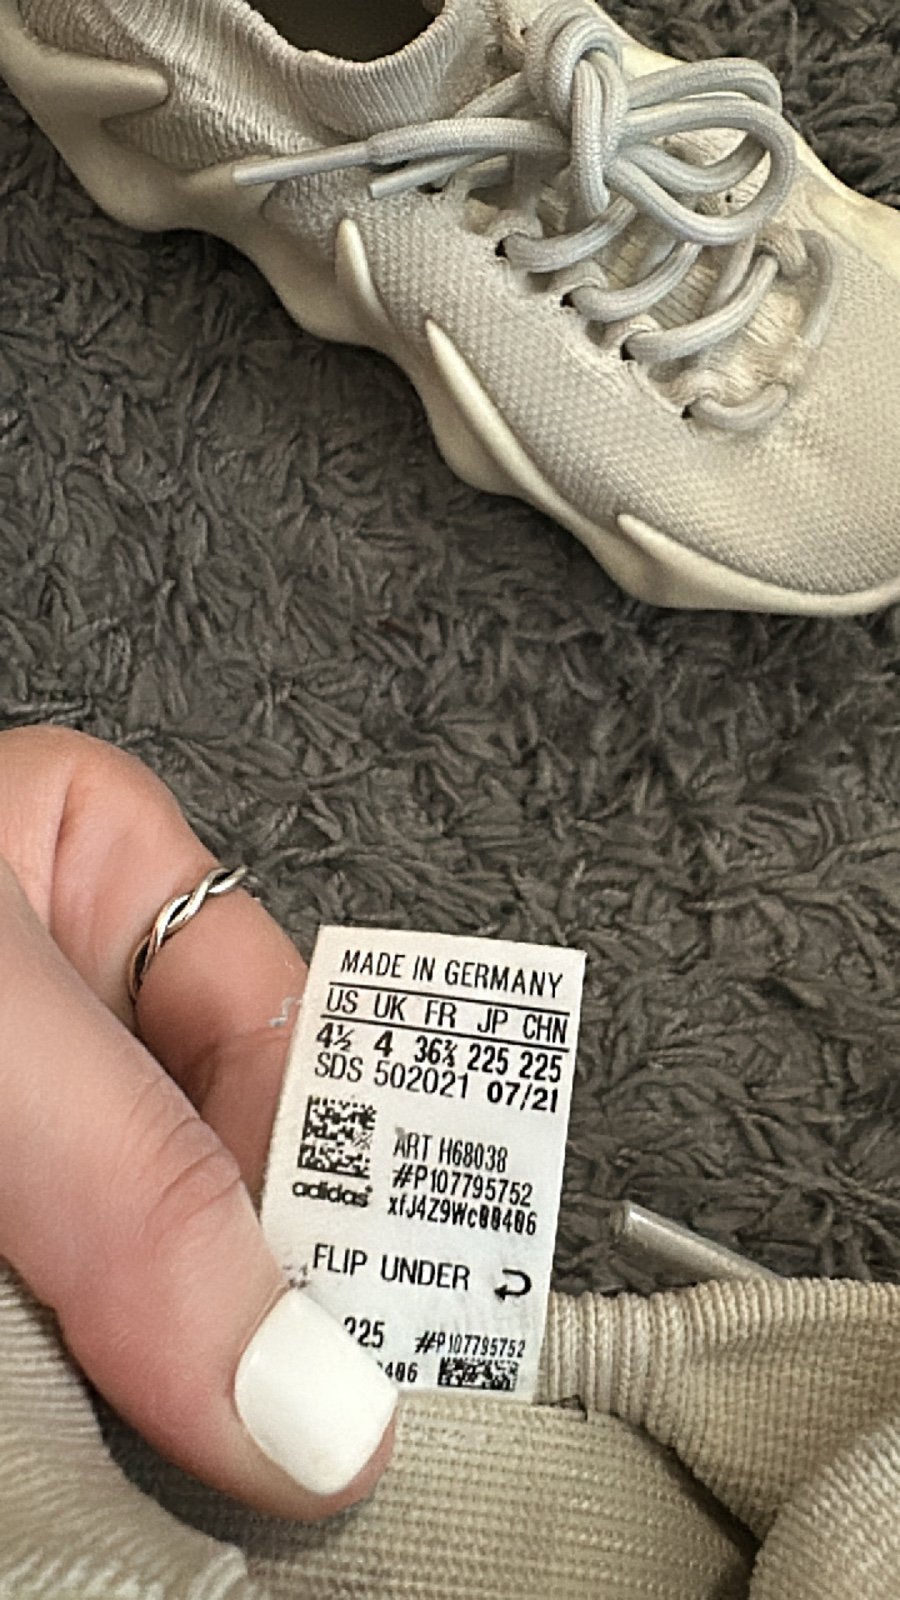 MADE IN GERMANY
US UK FR JP CHN
4½ 4 36⅔ 225 225
SDS 502021 07/21
ART H68038
#P107795752
adidas
xfJ4Z9Wc00406
FLIP UNDER
225 #P107795752
0406